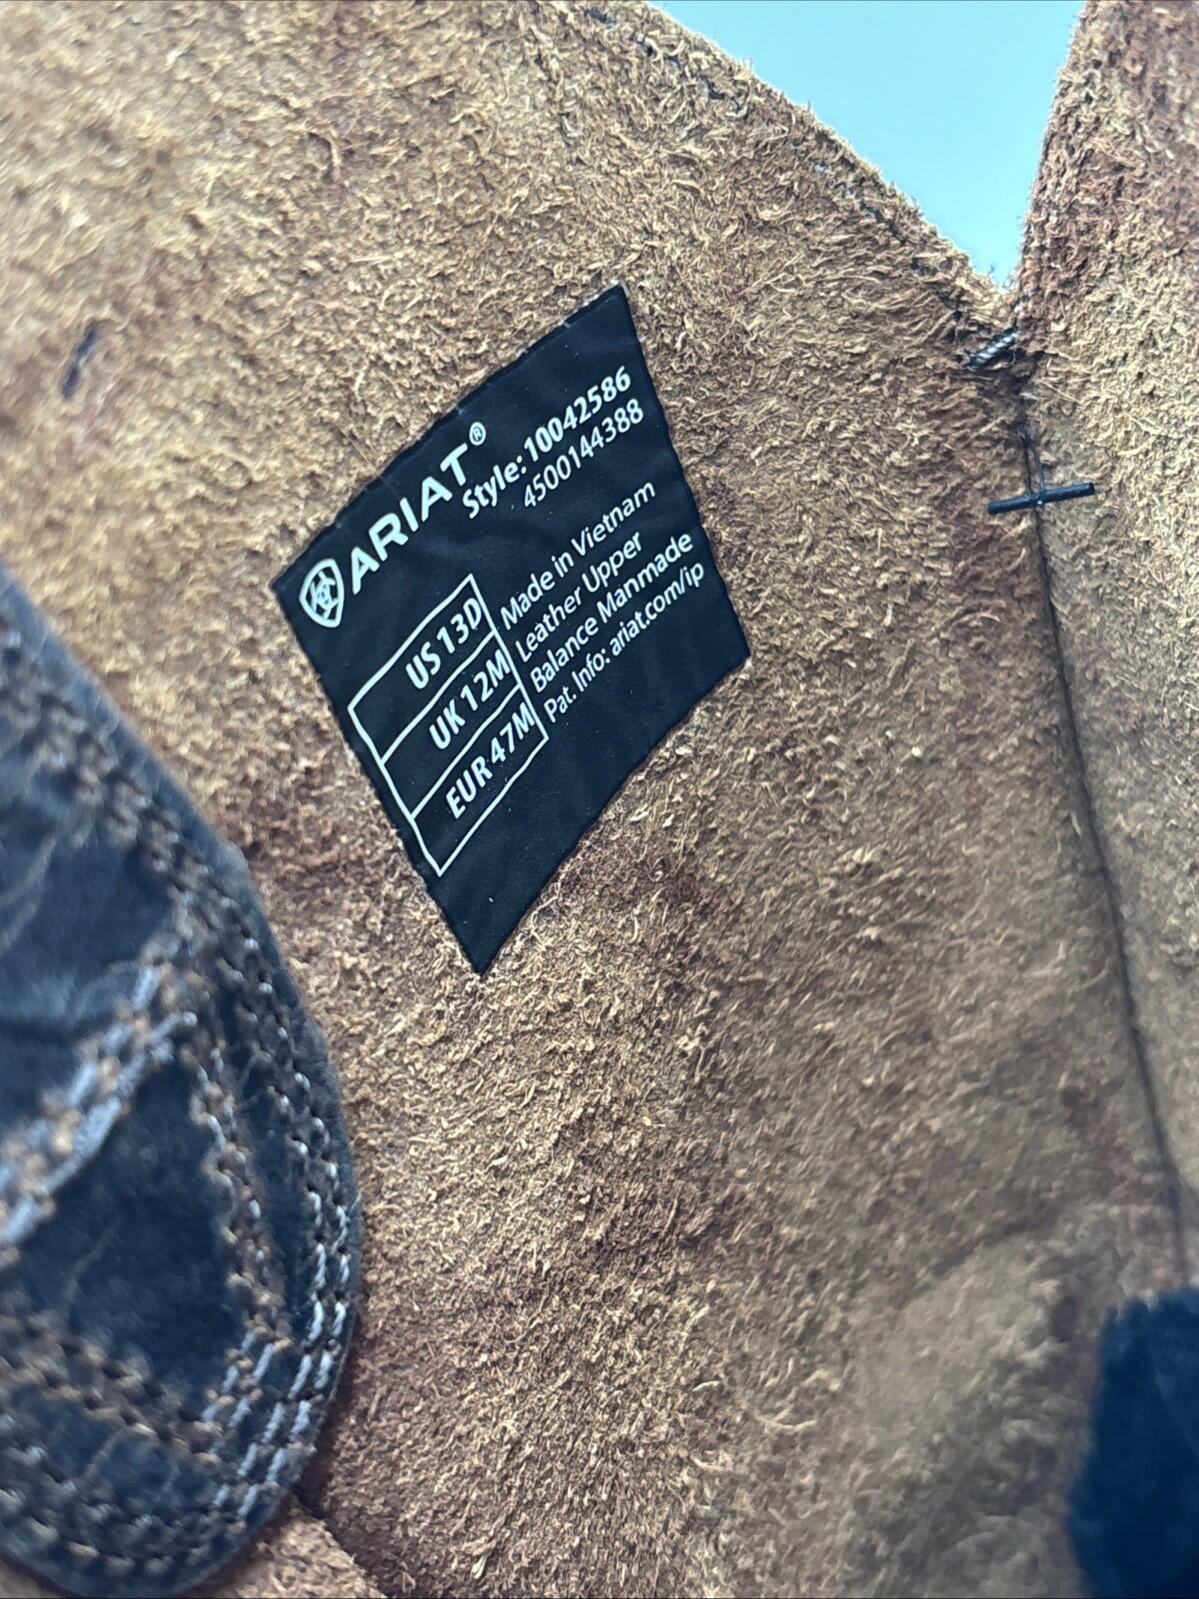 ARIAT®
Style: 10042586
4500144388
US 13D
UK 12M
EUR 47M
Made in Vietnam
Leather Upper
Balance Manmade
Pat. Info: ariat.com/ip